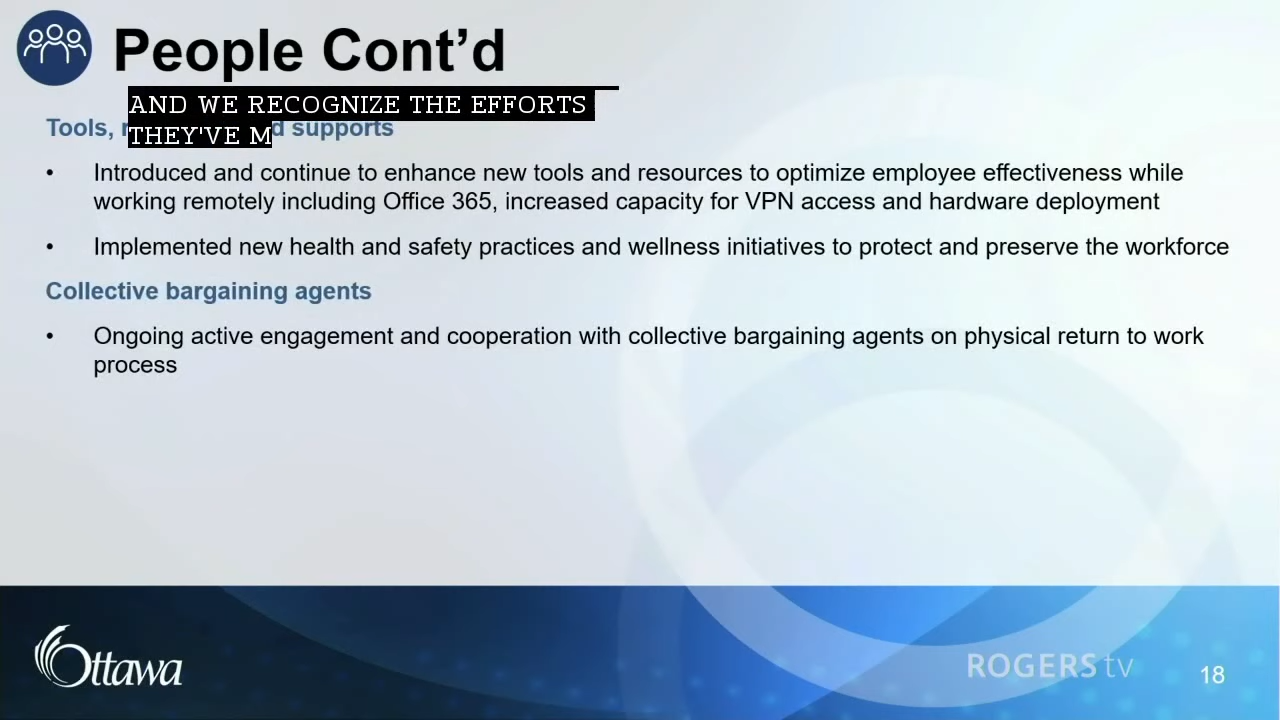 People Cont’d
AND WE RECOGNIZE THE EFFORTS
THEY'VE M
Tools, d supports
• Introduced and continue to enhance new tools and resources to optimize employee effectiveness while
working remotely including Office 365, increased capacity for VPN access and hardware deployment
• Implemented new health and safety practices and wellness initiatives to protect and preserve the workforce
Collective bargaining agents
• Ongoing active engagement and cooperation with collective bargaining agents on physical return to work
process
Ottawa
ROGERS tv
18